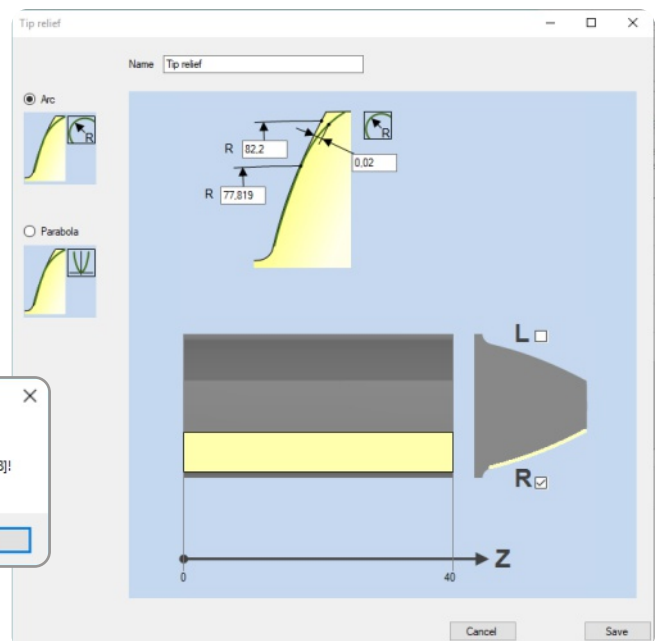 Tip relief
Name Tip relief
Arc
R
R 82,2
R
0,02
R 77,819
Parabola
L
R
Z
0 40
Cancel Save